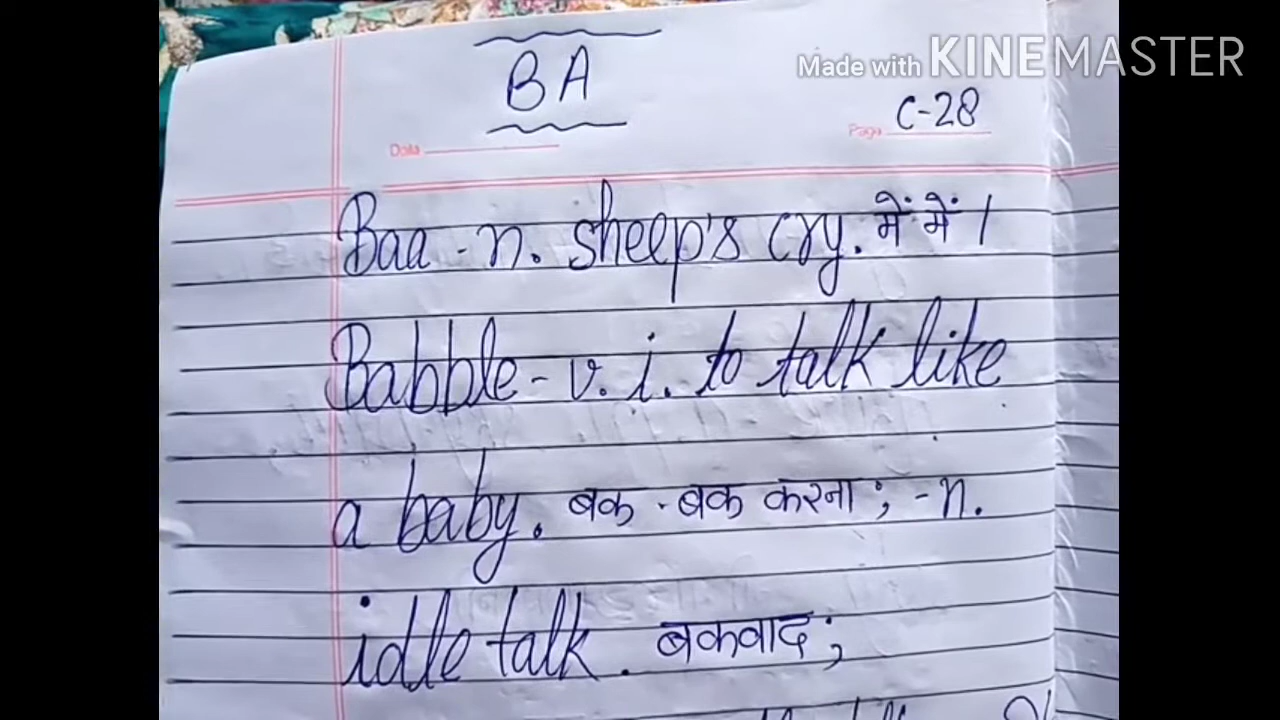 Made with KINEMASTER
BA
Page C-28
Date
Baa - n. sheep's cry. में में ।
Babble - v. i. to talk like
a baby. बक - बक करना ; - n.
idle talk. बकवाद ;